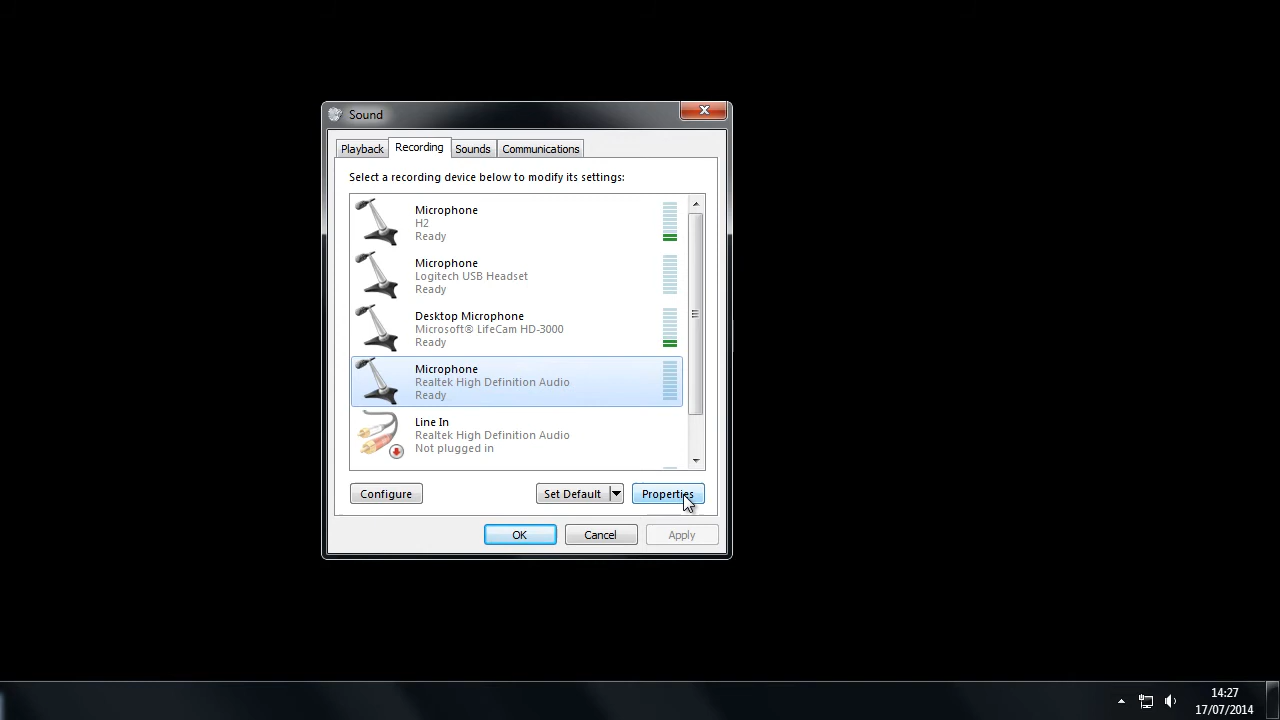 Sound
Playback
Recording
Sounds
Communications
Select a recording device below to modify its settings:
Microphone
H2
Ready
Microphone
Logitech USB Headset
Ready
Desktop Microphone
Microsoft® LifeCam HD-3000
Ready
Microphone
Realtek High Definition Audio
Ready
Line In
Realtek High Definition Audio
Not plugged in
Configure
Set Default
Properties
OK
Cancel
Apply
14:27
17/07/2014